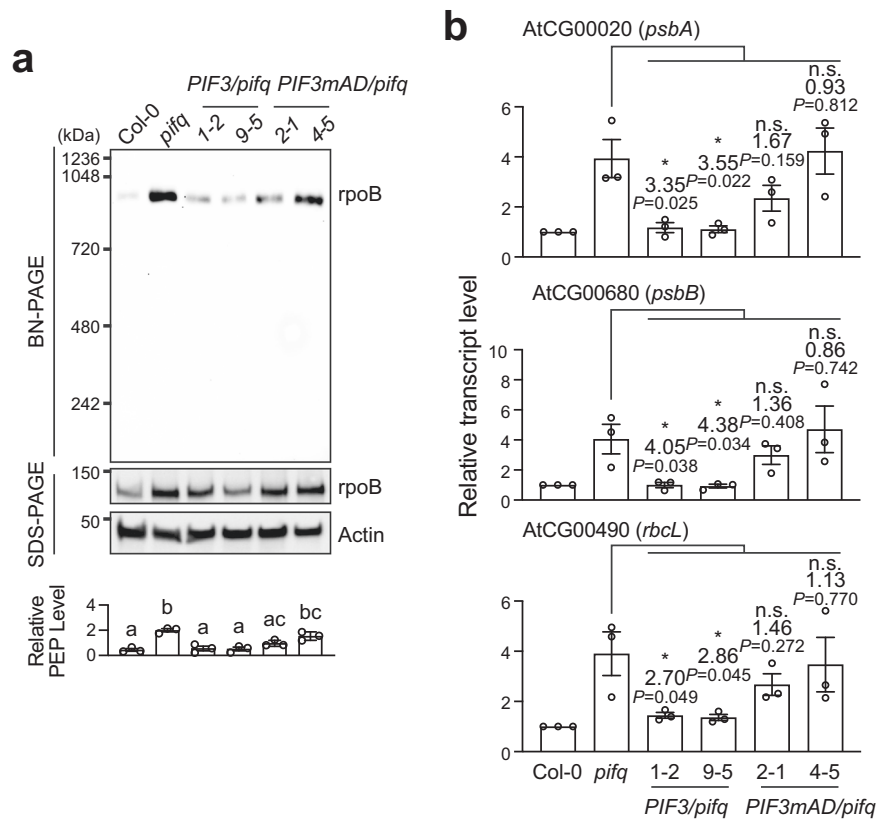 a
PIF3/pifq PIF3mAD/pifq
(kDa) Col-0 pifq 1-2 9-5 2-1 4-5
1236
1048
rpoB
720
480
242
BN-PAGE
150
rpoB
50
Actin
SDS-PAGE
Relative
PEP Level
4
2
0
a b a a ac bc
b
AtCG00020 (psbA)
n.s.
0.93
P=0.812
n.s.
1.67
P=0.159
*
3.55
P=0.022
*
3.35
P=0.025
6
4
2
0
AtCG00680 (psbB)
n.s.
0.86
P=0.742
n.s.
1.36
P=0.408
*
4.38
P=0.034
*
4.05
P=0.038
10
8
6
4
2
0
Relative transcript level
AtCG00490 (rbcL)
n.s.
1.13
P=0.770
n.s.
1.46
P=0.272
*
2.86
P=0.045
*
2.70
P=0.049
6
4
2
0
Col-0 pifq 1-2 9-5 2-1 4-5
PIF3/pifq PIF3mAD/pifq